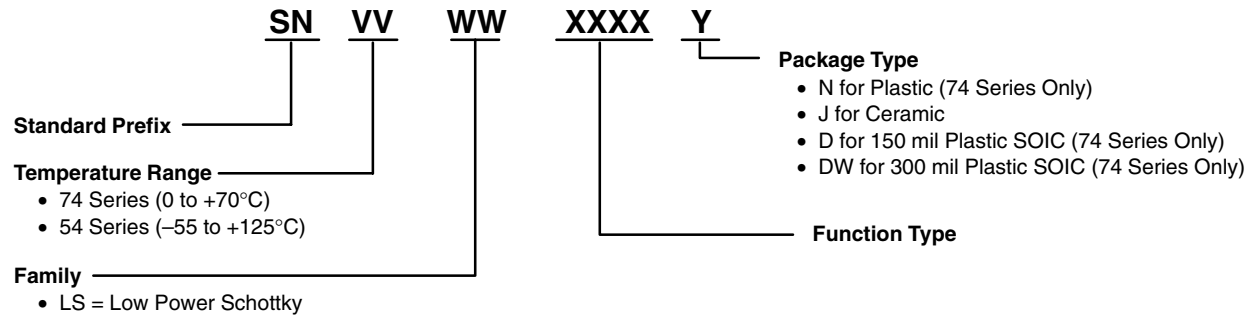 SN VV WW XXXX Y
Package Type
• N for Plastic (74 Series Only)
• J for Ceramic
• D for 150 mil Plastic SOIC (74 Series Only)
• DW for 300 mil Plastic SOIC (74 Series Only)
Standard Prefix
Temperature Range
• 74 Series (0 to +70°C)
• 54 Series (–55 to +125°C)
Function Type
Family
• LS = Low Power Schottky